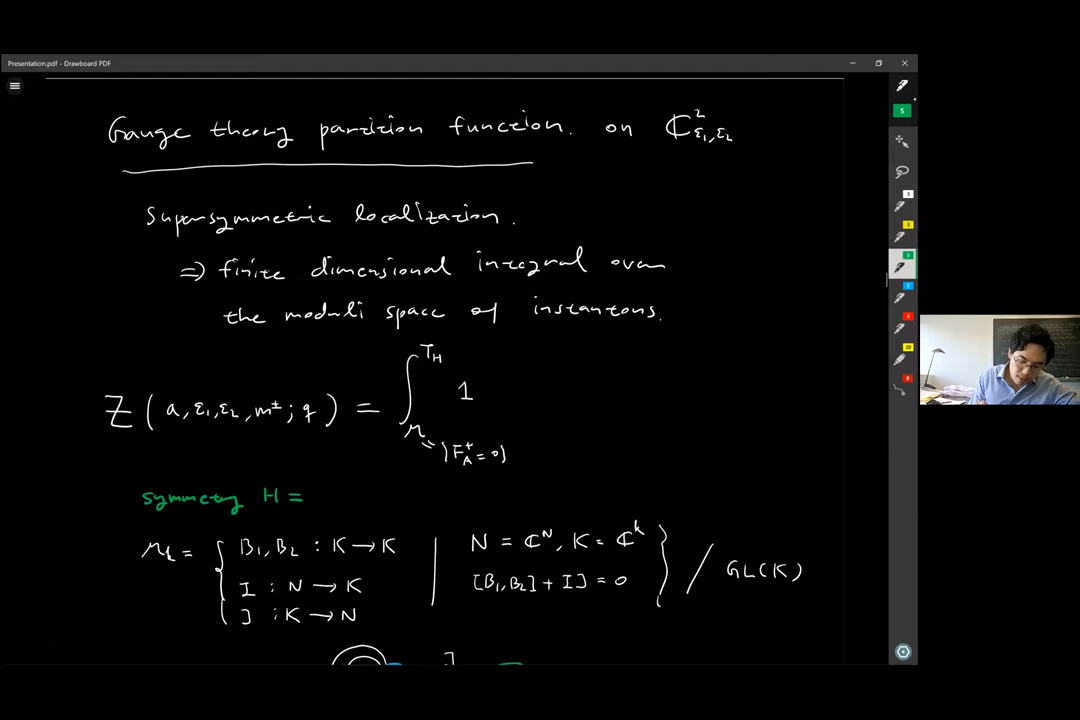 Presentation.pdf - Drawboard PDF
Gauge theory partition function. on ℂ²_{ε₁,ε₂}
Supersymmetric localization.
⇒ finite dimensional integral over
the moduli space of instantons.
Z (a, ε₁, ε₂, m^±; q) = ∫_{M = {F_A^+ = 0}}^{T_H} 1
symmetry H =
M_k = { B₁, B₂ : K → K | N = ℂ^N, K = ℂ^k } / GL(K)
I : N → K [B₁, B₂] + IJ = 0
J : K → N
J